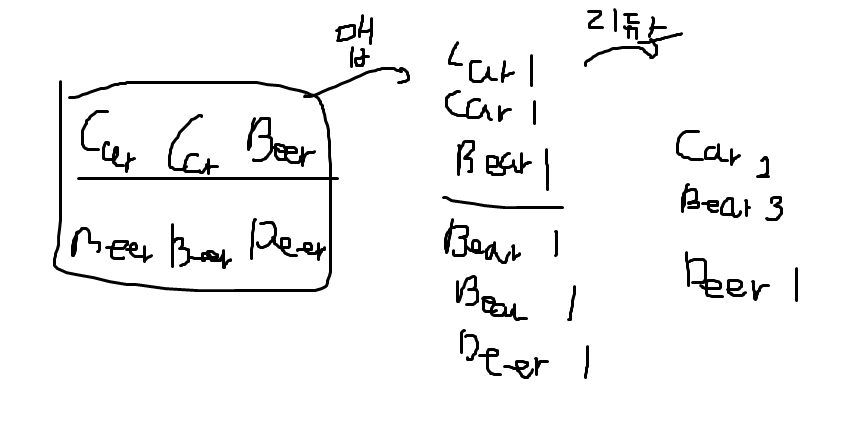 매
바
리듀스
Car Car Beer
Beer Bear Deer
Car 1
Car 1
Bear 1
Bear 1
Bear 1
Deer 1
Car 2
Bear 3
Deer 1